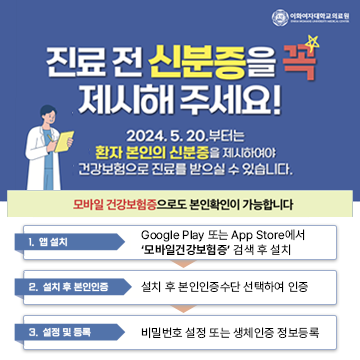 이화여자대학교의료원
진료 전 신분증을 꼭
제시해 주세요!
2024. 5. 20.부터는
환자 본인의 신분증을 제시하여야
건강보험으로 진료를 받으실 수 있습니다.
모바일 건강보험증으로도 본인확인이 가능합니다
1. 앱 설치
Google Play 또는 App Store에서
‘모바일건강보험증’ 검색 후 설치
2. 설치 후 본인인증
설치 후 본인인증수단 선택하여 인증
3. 설정 및 등록
비밀번호 설정 또는 생체인증 정보등록